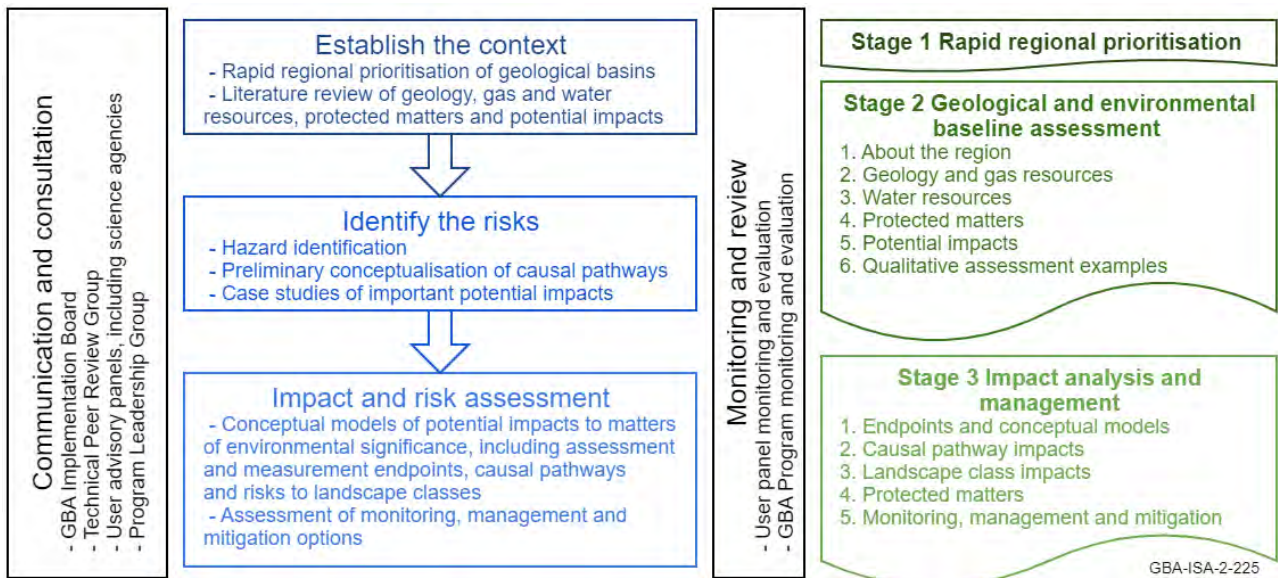 Communication and consultation
- GBA Implementation Board
- Technical Peer Review Group
- User advisory panels, including science agencies
- Program Leadership Group
Establish the context
- Rapid regional prioritisation of geological basins
- Literature review of geology, gas and water
resources, protected matters and potential impacts
Identify the risks
- Hazard identification
- Preliminary conceptualisation of causal pathways
- Case studies of important potential impacts
Impact and risk assessment
- Conceptual models of potential impacts to matters
of environmental significance, including assessment
and measurement endpoints, causal pathways
and risks to landscape classes
- Assessment of monitoring, management and
mitigation options
Monitoring and review
- User panel monitoring and evaluation
- GBA Program monitoring and evaluation
Stage 1 Rapid regional prioritisation
Stage 2 Geological and environmental
baseline assessment
1. About the region
2. Geology and gas resources
3. Water resources
4. Protected matters
5. Potential impacts
6. Qualitative assessment examples
Stage 3 Impact analysis and
management
1. Endpoints and conceptual models
2. Causal pathway impacts
3. Landscape class impacts
4. Protected matters
5. Monitoring, management and mitigation
GBA-ISA-2-225